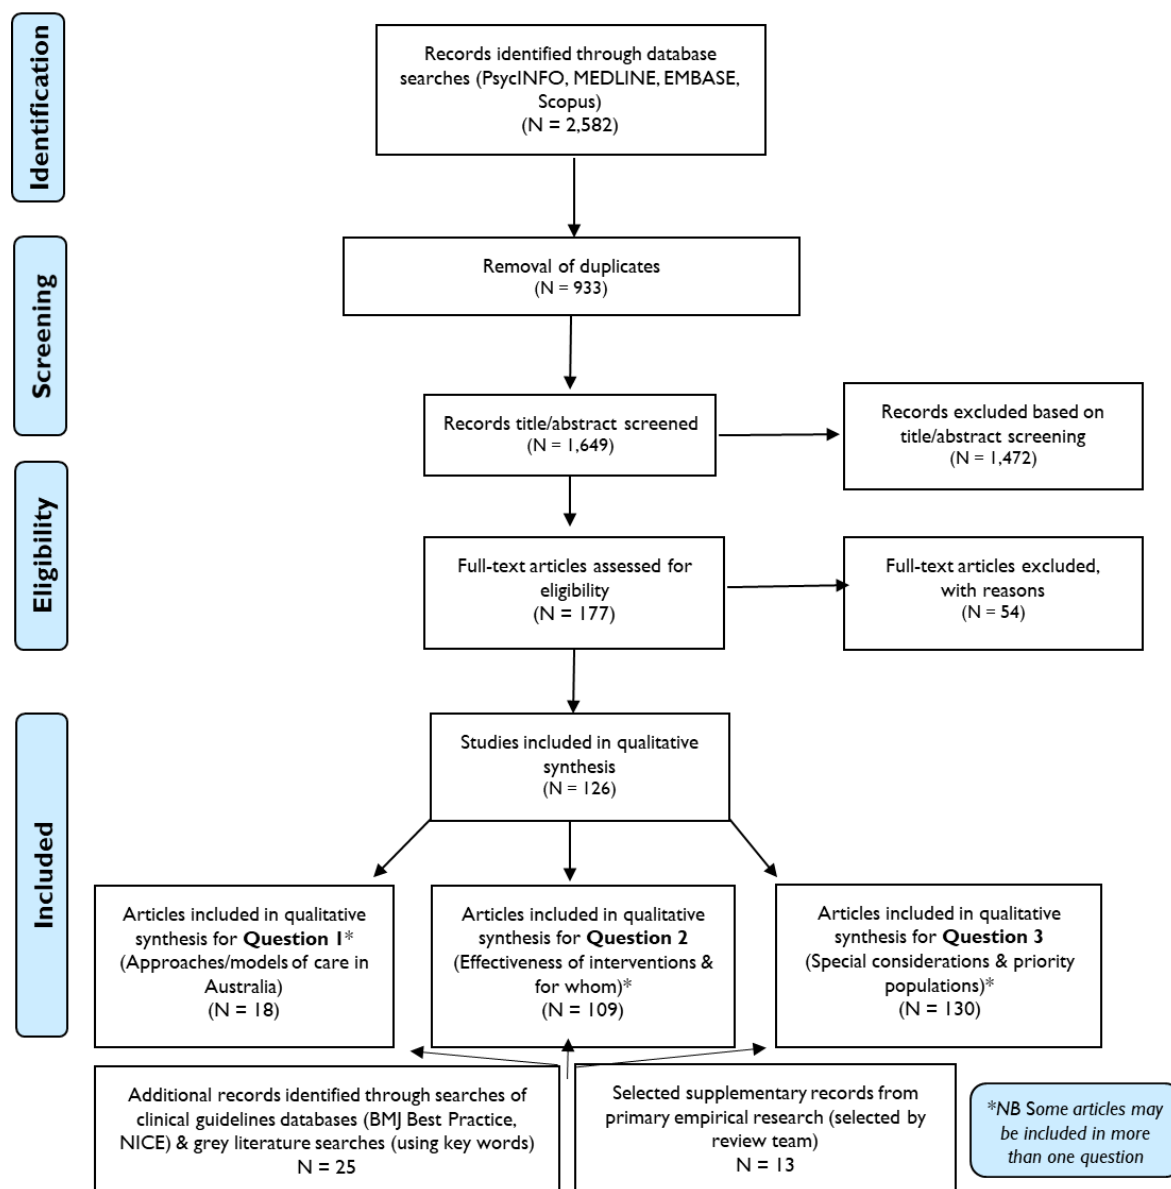 Identification
Records identified through database
searches (PsycINFO, MEDLINE, EMBASE,
Scopus)
(N = 2,582)
Screening
Removal of duplicates
(N = 933)
Records title/abstract screened
(N = 1,649)
Records excluded based on
title/abstract screening
(N = 1,472)
Eligibility
Full-text articles assessed for
eligibility
(N = 177)
Full-text articles excluded,
with reasons
(N = 54)
Included
Studies included in qualitative
synthesis
(N = 126)
Articles included in qualitative
synthesis for Question 1*
(Approaches/models of care in
Australia)
(N = 18)
Articles included in qualitative
synthesis for Question 2
(Effectiveness of interventions &
for whom)*
(N = 109)
Articles included in qualitative
synthesis for Question 3
(Special considerations & priority
populations)*
(N = 130)
Additional records identified through searches of
clinical guidelines databases (BMJ Best Practice,
NICE) & grey literature searches (using key words)
N = 25
Selected supplementary records from
primary empirical research (selected by
review team)
N = 13
*NB Some articles may
be included in more
than one question